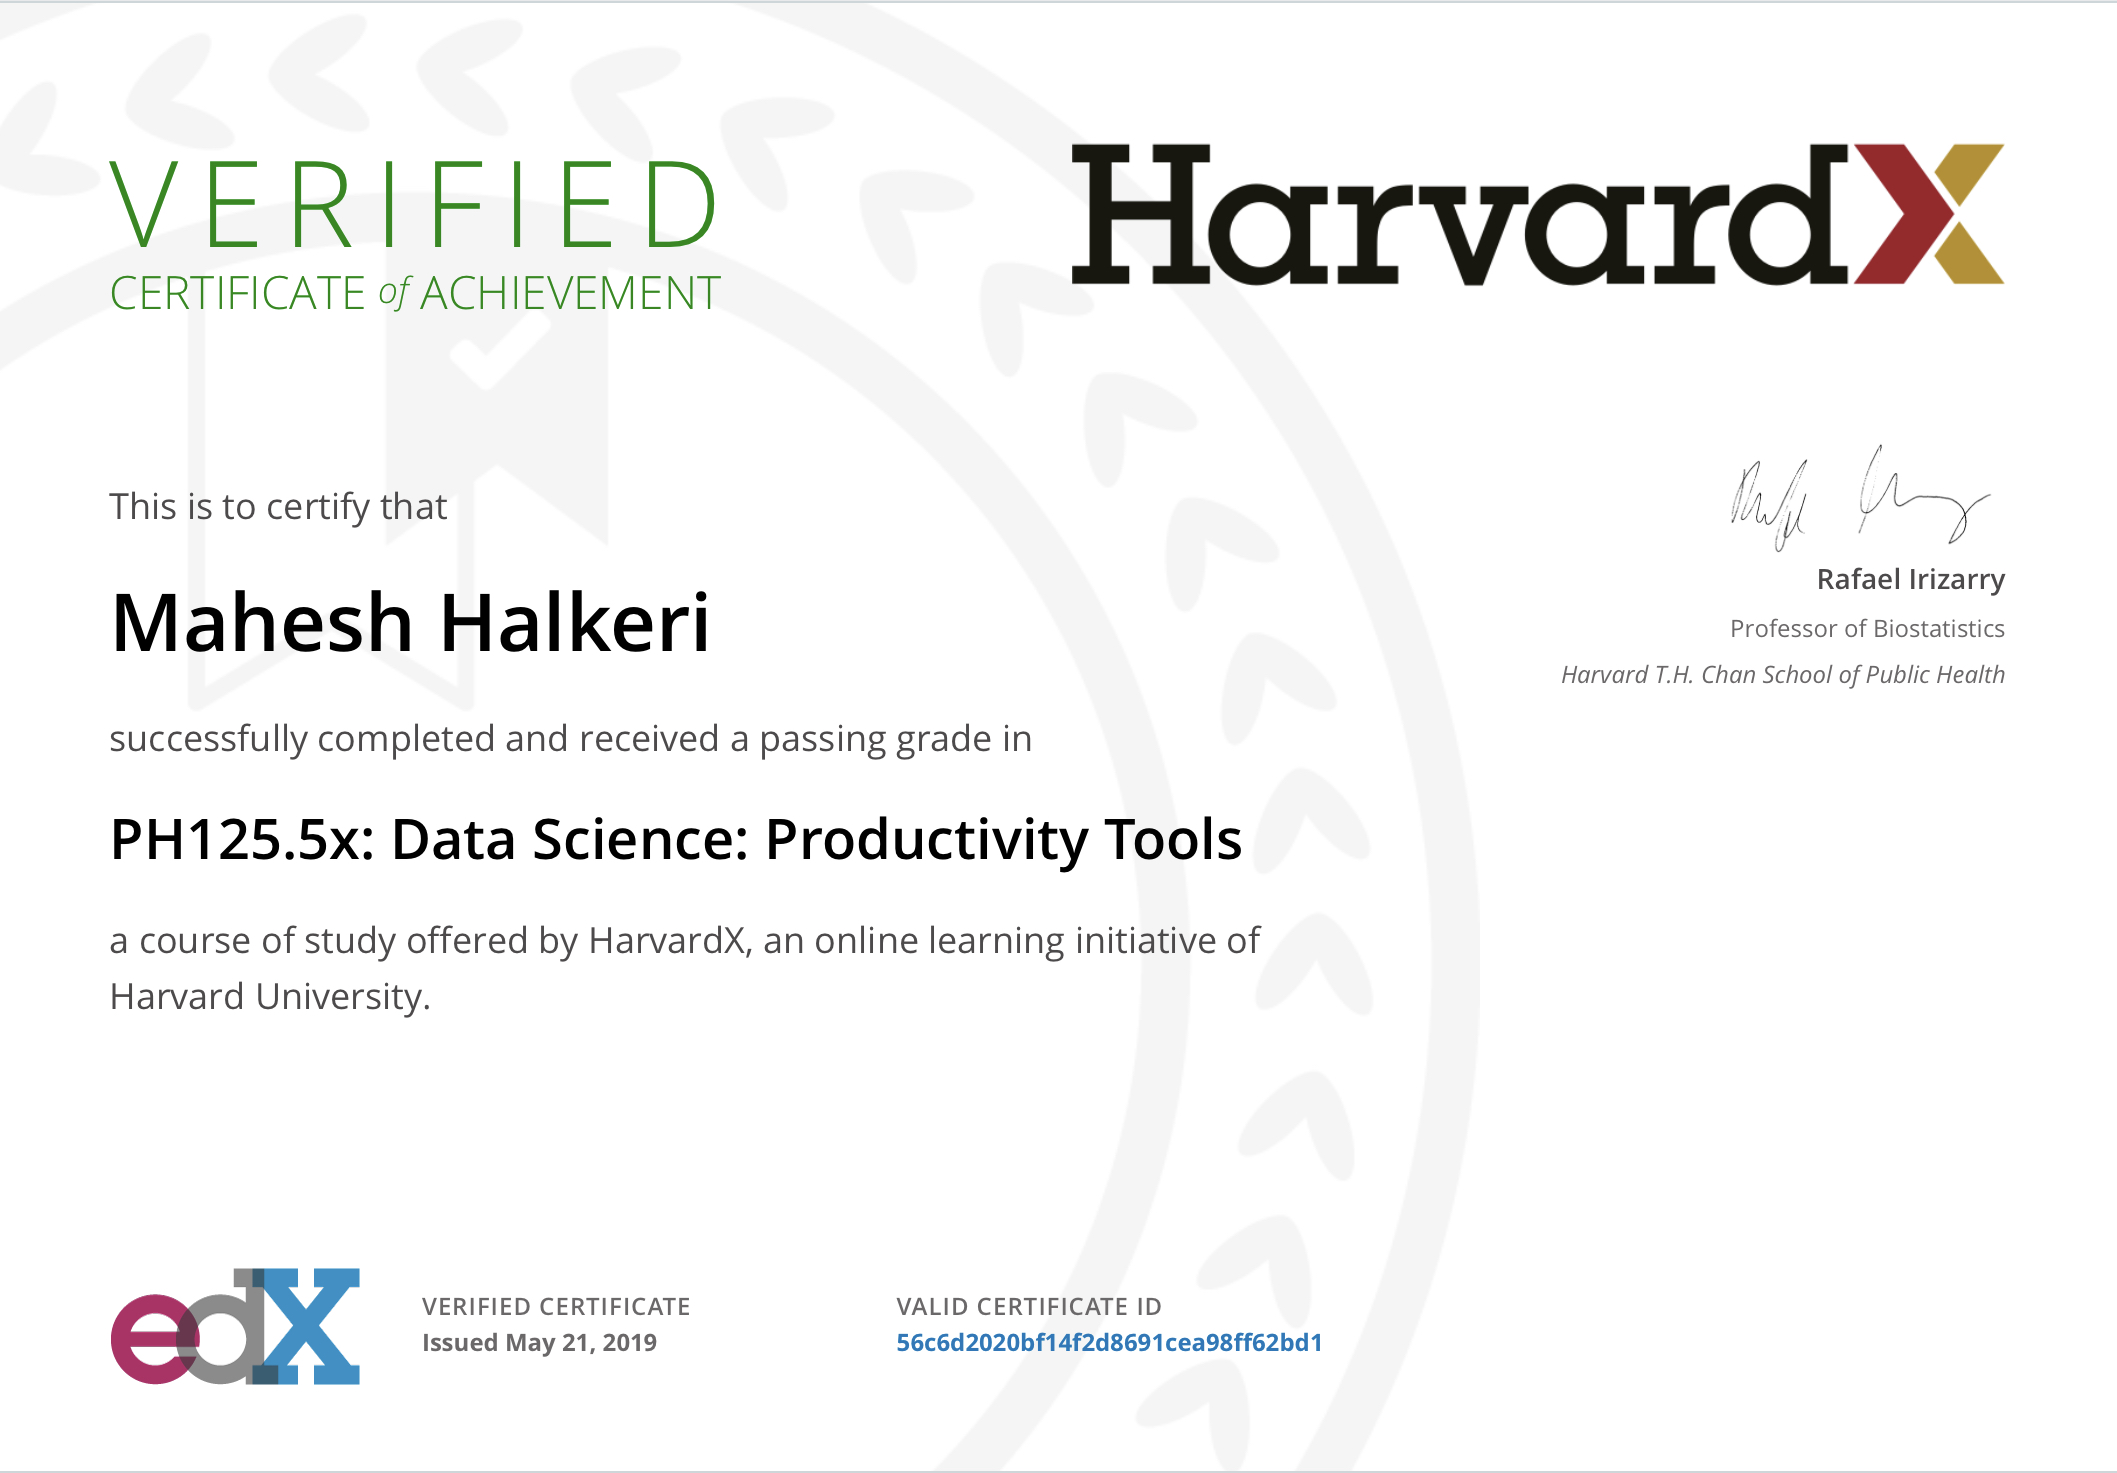 VERIFIED
CERTIFICATE of ACHIEVEMENT
HarvardX
This is to certify that
Mahesh Halkeri
successfully completed and received a passing grade in
PH125.5x: Data Science: Productivity Tools
a course of study offered by HarvardX, an online learning initiative of
Harvard University.
Rafael Irizarry
Professor of Biostatistics
Harvard T.H. Chan School of Public Health
edX
VERIFIED CERTIFICATE
Issued May 21, 2019
VALID CERTIFICATE ID
56c6d2020bf14f2d8691cea98ff62bd1